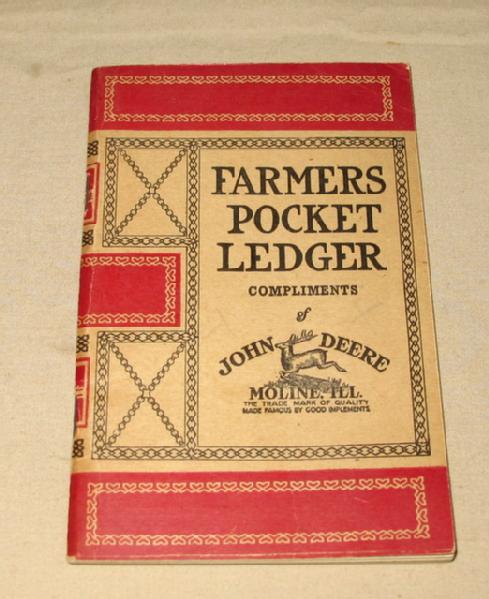 FARMERS
POCKET
LEDGER
COMPLIMENTS
of
JOHN DEERE
MOLINE, ILL.
THE TRADE MARK OF QUALITY
MADE FAMOUS BY GOOD IMPLEMENTS